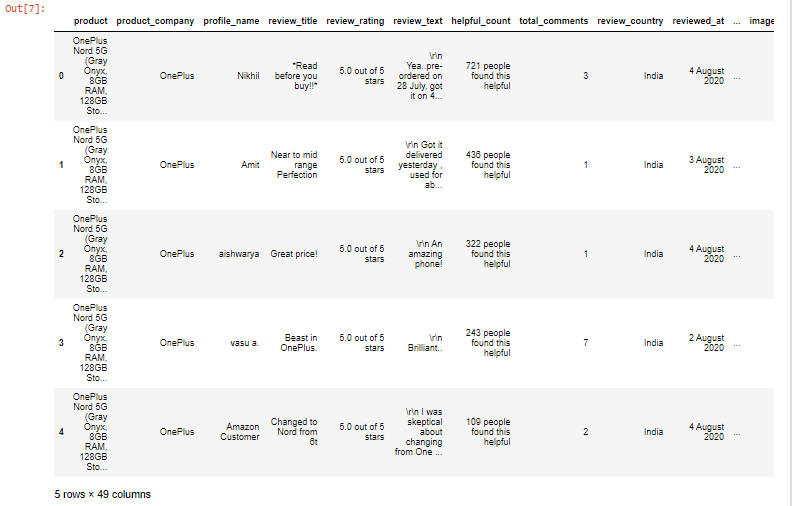 Out[7]:
product product_company profile_name review_title review_rating review_text helpful_count total_comments review_country reviewed_at ... image
0 OnePlus Nord 5G (Gray Onyx, 8GB RAM, 128GB Sto... OnePlus Nikhil *Read before you buy!!* 5.0 out of 5 stars \r\n Yea..pre-ordered on 28 July, got it on 4... 721 people found this helpful 3 India 4 August 2020 ...
1 OnePlus Nord 5G (Gray Onyx, 8GB RAM, 128GB Sto... OnePlus Amit Near to mid range Perfection 5.0 out of 5 stars \r\n Got it delivered yesterday , used for ab... 436 people found this helpful 1 India 3 August 2020 ...
2 OnePlus Nord 5G (Gray Onyx, 8GB RAM, 128GB Sto... OnePlus aishwarya Great price! 5.0 out of 5 stars \r\n An amazing phone! 322 people found this helpful 1 India 4 August 2020 ...
3 OnePlus Nord 5G (Gray Onyx, 8GB RAM, 128GB Sto... OnePlus vasu a. Beast in OnePlus. 5.0 out of 5 stars \r\n Brilliant.. 243 people found this helpful 7 India 2 August 2020 ...
4 OnePlus Nord 5G (Gray Onyx, 8GB RAM, 128GB Sto... OnePlus Amazon Customer Changed to Nord from 6t 5.0 out of 5 stars \r\n I was skeptical about changing from One ... 109 people found this helpful 2 India 4 August 2020 ...
5 rows × 49 columns